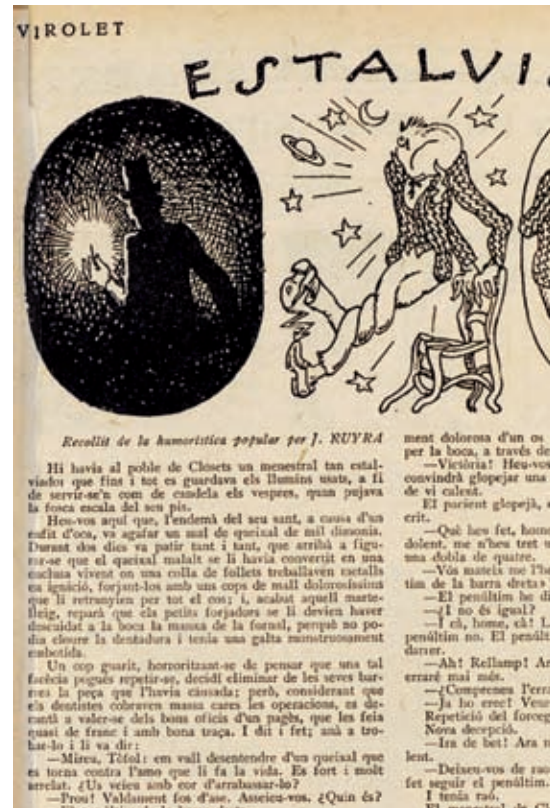 VIROLET
ESTALVI
Recollit de la humorística popular per J. RUYRA
Hi havia al poble de Closets un menestral tan estal-
viador que fins i tot es guardava els llumins usats, a fi
de servir-se'n com de candela els vespres, quan pujava
la fosca escala del seu pis.
Heu-vos aquí que, l'endemà del seu sant, a causa d'un
enfit d'oca, va agafar un mal de queixal de mil dimonis.
Durant dos dies va patir tant i tant, que arribà a figu-
rar-se que el queixal malalt se li havia convertit en una
enclusa vivent on una colla de follets treballaven metalls
en ignició, forjant-los amb uns cops de mall dolorosíssims
que li retrunyien per tot el cos; i, acabat aquell marte-
lleig, reparà que els petits forjadors se li devien haver
descuidat a la boca la manxa de la fornal, perquè no po-
dia cloure la dentadura i tenia una galta monstruosament
embotida.
Un cop guarit, horroritzant-se de pensar que una tal
facècia pogués repetir-se, decidí eliminar de les seves bar-
res la peça que l'havia causada; però, considerant que
els dentistes cobraven massa cares les operacions, es de-
cantà a valer-se dels bons oficis d'un pagès, que les feia
quasi de franc i amb bona traça. I dit i fet; anà a tro-
bar-lo i li va dir:
—Mireu, Tòfol: em vull desentendre d'un queixal que
es torna contra l'amo que li fa la vida. Es fort i molt
arrelat. ¿Us veieu amb cor d'arrabassar-lo?
—Prou! Valdament fos d'ase. Asseieu-vos. ¿Quin és?
ment dolorosa d'un os
per la boca, a través de
—Victòria! Heu-vos
convindrà glopejar una
de vi calent.
El pacient glopejà,
crit.
—Què heu fet, home
dolent, me n'heu tret u
una dobla de quatre.
—Vós mateix me l'he
tim de la barra dreta»
—El penúltim he di
—¿I no és igual?
—I cà, home, cà! L
penúltim no. El penúlt
darrer.
—Ah! Rellamp! Ar
erraré mai més.
—¿Compreneu l'err
—Ja ho crec! Veur
Repetició del forceg
Nova decepció.
—Ira de bet! Ara m
lent.
—Deixeu-vos de rao
fet seguir el penúltim.
I tenia raó.